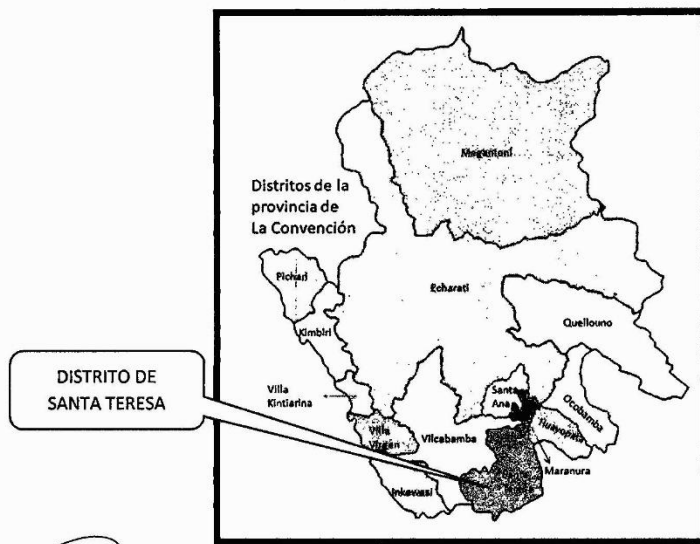 Megantoni
Distritos de la
provincia de
La Convención
Pichari
Echarati
Quellouno
Kimbiri
DISTRITO DE
SANTA TERESA
Villa
Kintiarina
Santa
Ana
Ocobamba
Huayopata
Villa
Virgen
Vilcabamba
Maranura
Inkawasi